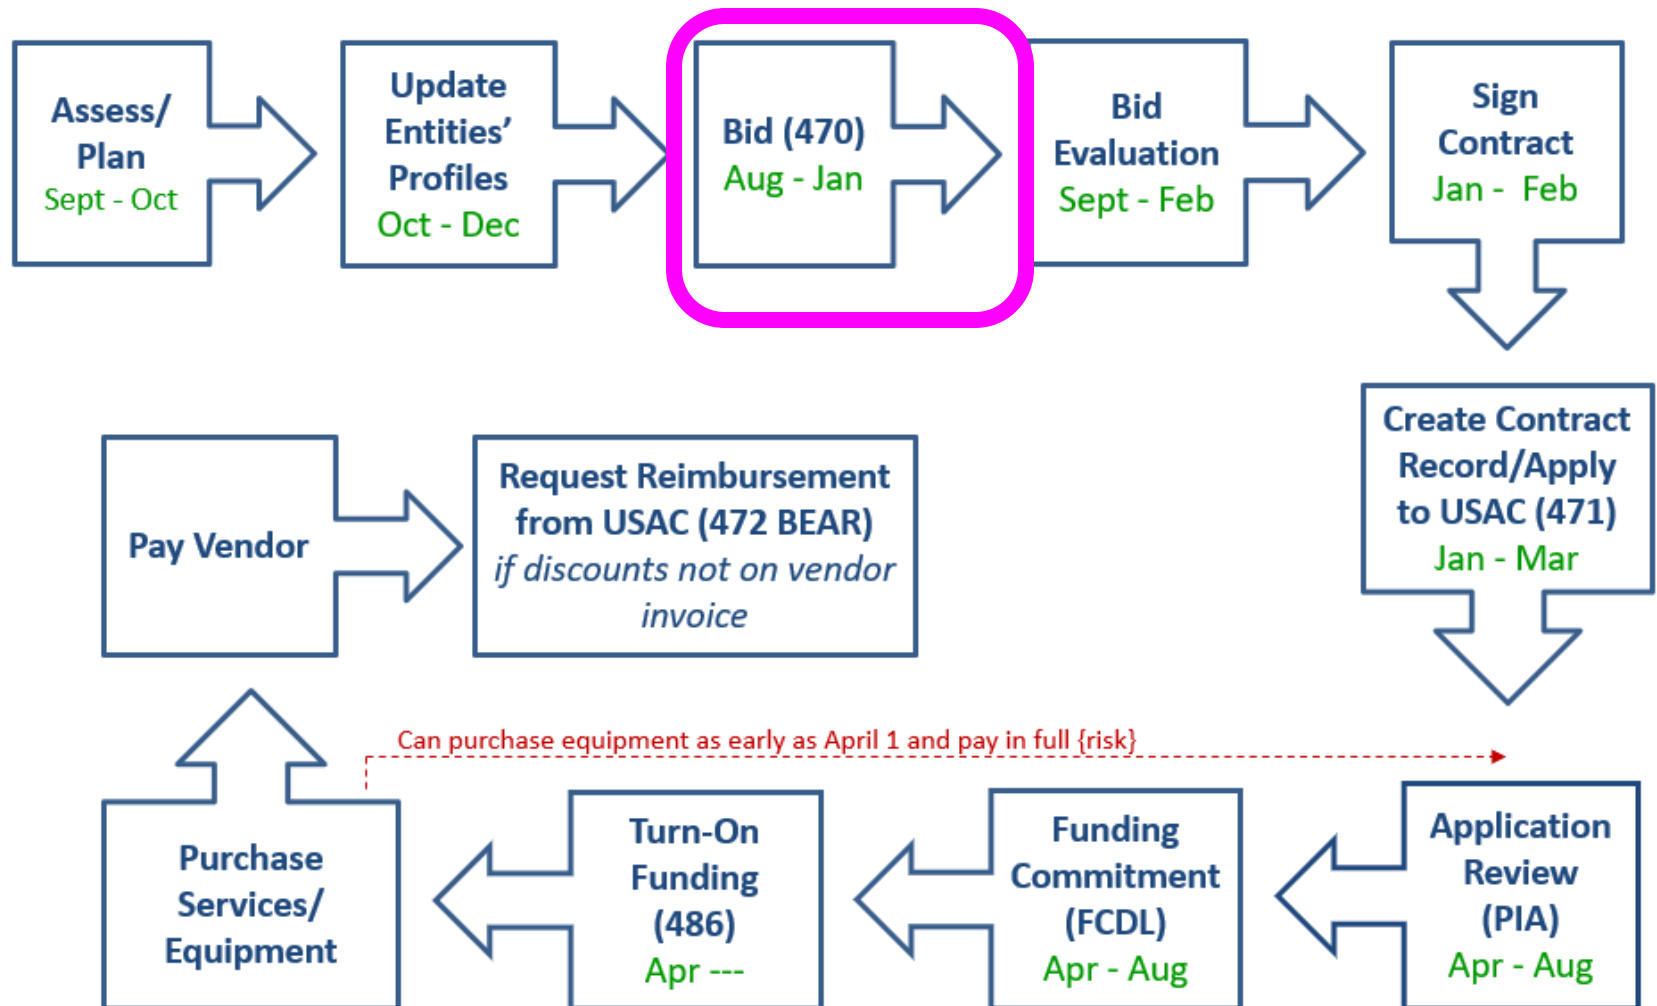 Assess/
Plan
Sept - Oct
Update
Entities’
Profiles
Oct - Dec
Bid (470)
Aug - Jan
Bid
Evaluation
Sept - Feb
Sign
Contract
Jan - Feb
Create Contract
Record/Apply
to USAC (471)
Jan - Mar
Application
Review
(PIA)
Apr - Aug
Funding
Commitment
(FCDL)
Apr - Aug
Turn-On
Funding
(486)
Apr ---
Can purchase equipment as early as April 1 and pay in full {risk}
Purchase
Services/
Equipment
Pay Vendor
Request Reimbursement
from USAC (472 BEAR)
if discounts not on vendor
invoice